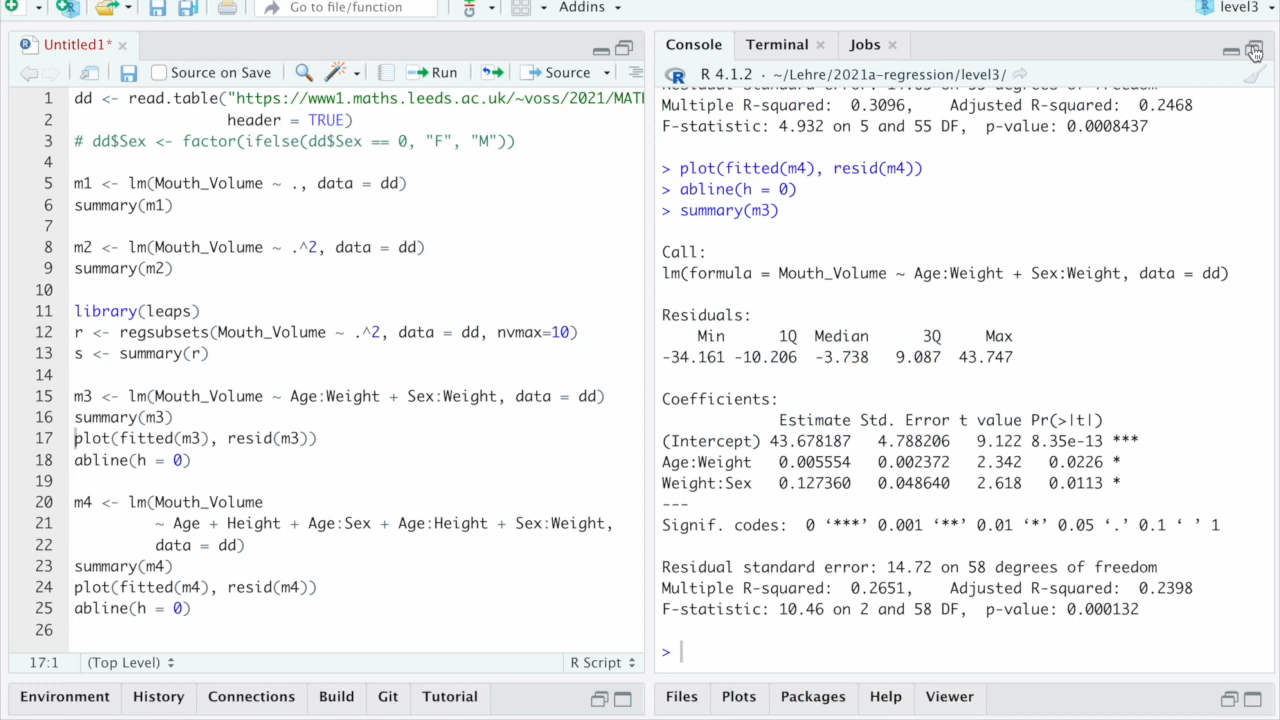 Go to file/function
Addins
level3
Untitled1*
Source on Save
Run
Source
1 dd <- read.table("https://www1.maths.leeds.ac.uk/~voss/2021/MATH
2 header = TRUE)
3 # dd$Sex <- factor(ifelse(dd$Sex == 0, "F", "M"))
4
5 m1 <- lm(Mouth_Volume ~ ., data = dd)
6 summary(m1)
7
8 m2 <- lm(Mouth_Volume ~ .^2, data = dd)
9 summary(m2)
10
11 library(leaps)
12 r <- regsubsets(Mouth_Volume ~ .^2, data = dd, nvmax=10)
13 s <- summary(r)
14
15 m3 <- lm(Mouth_Volume ~ Age:Weight + Sex:Weight, data = dd)
16 summary(m3)
17 plot(fitted(m3), resid(m3))
18 abline(h = 0)
19
20 m4 <- lm(Mouth_Volume
21 ~ Age + Height + Age:Sex + Age:Height + Sex:Weight,
22 data = dd)
23 summary(m4)
24 plot(fitted(m4), resid(m4))
25 abline(h = 0)
26
17:1 (Top Level) R Script
Environment History Connections Build Git Tutorial
Console Terminal Jobs
R 4.1.2 · ~/Lehre/2021a-regression/level3/
Multiple R-squared: 0.3096, Adjusted R-squared: 0.2468
F-statistic: 4.932 on 5 and 55 DF, p-value: 0.0008437
> plot(fitted(m4), resid(m4))
> abline(h = 0)
> summary(m3)
Call:
lm(formula = Mouth_Volume ~ Age:Weight + Sex:Weight, data = dd)
Residuals:
Min 1Q Median 3Q Max
-34.161 -10.206 -3.738 9.087 43.747
Coefficients:
Estimate Std. Error t value Pr(>|t|)
(Intercept) 43.678187 4.788206 9.122 8.35e-13 ***
Age:Weight 0.005554 0.002372 2.342 0.0226 *
Weight:Sex 0.127360 0.048640 2.618 0.0113 *
---
Signif. codes: 0 ‘***’ 0.001 ‘**’ 0.01 ‘*’ 0.05 ‘.’ 0.1 ‘ ’ 1
Residual standard error: 14.72 on 58 degrees of freedom
Multiple R-squared: 0.2651, Adjusted R-squared: 0.2398
F-statistic: 10.46 on 2 and 58 DF, p-value: 0.000132
>
Files Plots Packages Help Viewer